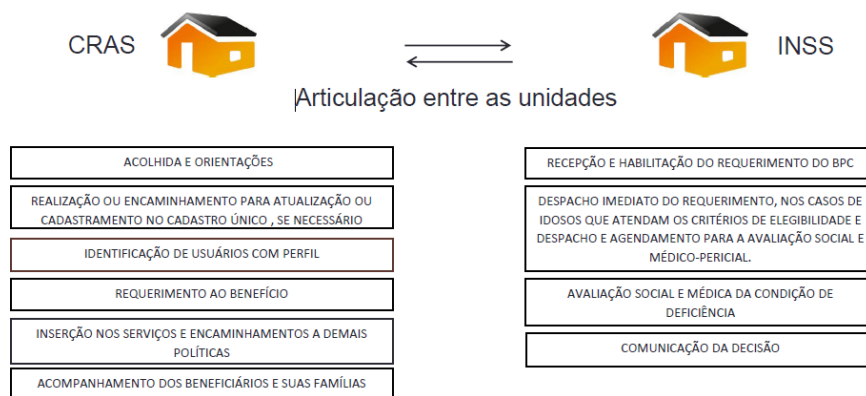 CRAS
INSS
Articulação entre as unidades
ACOLHIDA E ORIENTAÇÕES
REALIZAÇÃO OU ENCAMINHAMENTO PARA ATUALIZAÇÃO OU
CADASTRAMENTO NO CADASTRO ÚNICO , SE NECESSÁRIO
IDENTIFICAÇÃO DE USUÁRIOS COM PERFIL
REQUERIMENTO AO BENEFÍCIO
INSERÇÃO NOS SERVIÇOS E ENCAMINHAMENTOS A DEMAIS
POLÍTICAS
ACOMPANHAMENTO DOS BENEFICIÁRIOS E SUAS FAMÍLIAS
RECEPÇÃO E HABILITAÇÃO DO REQUERIMENTO DO BPC
DESPACHO IMEDIATO DO REQUERIMENTO, NOS CASOS DE
IDOSOS QUE ATENDAM OS CRITÉRIOS DE ELEGIBILIDADE E
DESPACHO E AGENDAMENTO PARA A AVALIAÇÃO SOCIAL E
MÉDICO-PERICIAL.
AVALIAÇÃO SOCIAL E MÉDICA DA CONDIÇÃO DE
DEFICIÊNCIA
COMUNICAÇÃO DA DECISÃO